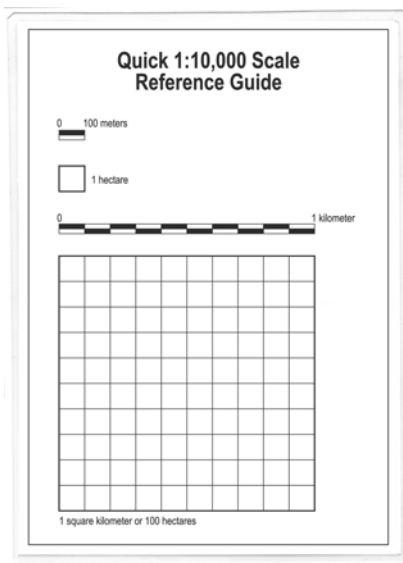 Quick 1:10,000 Scale
Reference Guide
0 100 meters
1 hectare
0 1 kilometer
1 square kilometer or 100 hectares